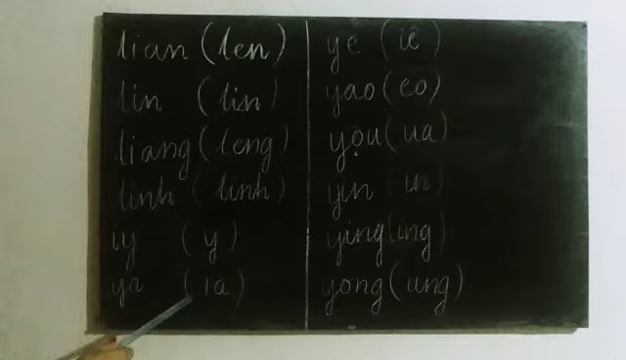 lian (len)
lin (lin)
liang (leng)
linh (linh)
iy (y)
ya (ia)
ye (iê)
yao (eo)
you (ua)
yin (in)
ying (ing)
yong (ung)